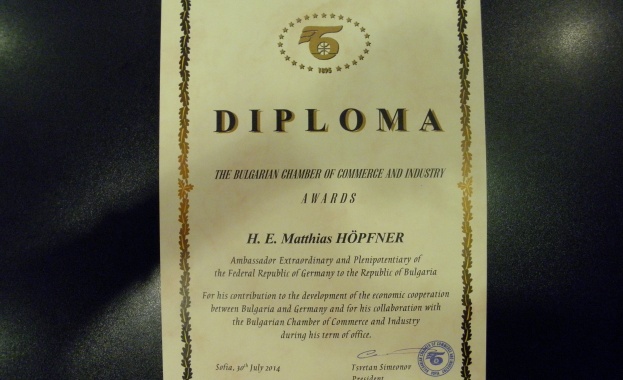 1895
DIPLOMA
THE BULGARIAN CHAMBER OF COMMERCE AND INDUSTRY
AWARDS
H. E. Matthias HÖPFNER
Ambassador Extraordinary and Plenipotentiary of
the Federal Republic of Germany to the Republic of Bulgaria
For his contribution to the development of the economic cooperation
between Bulgaria and Germany and for his collaboration with
the Bulgarian Chamber of Commerce and Industry
during his term of office.
Sofia, 30th July 2014
Tsvetan Simeonov
President